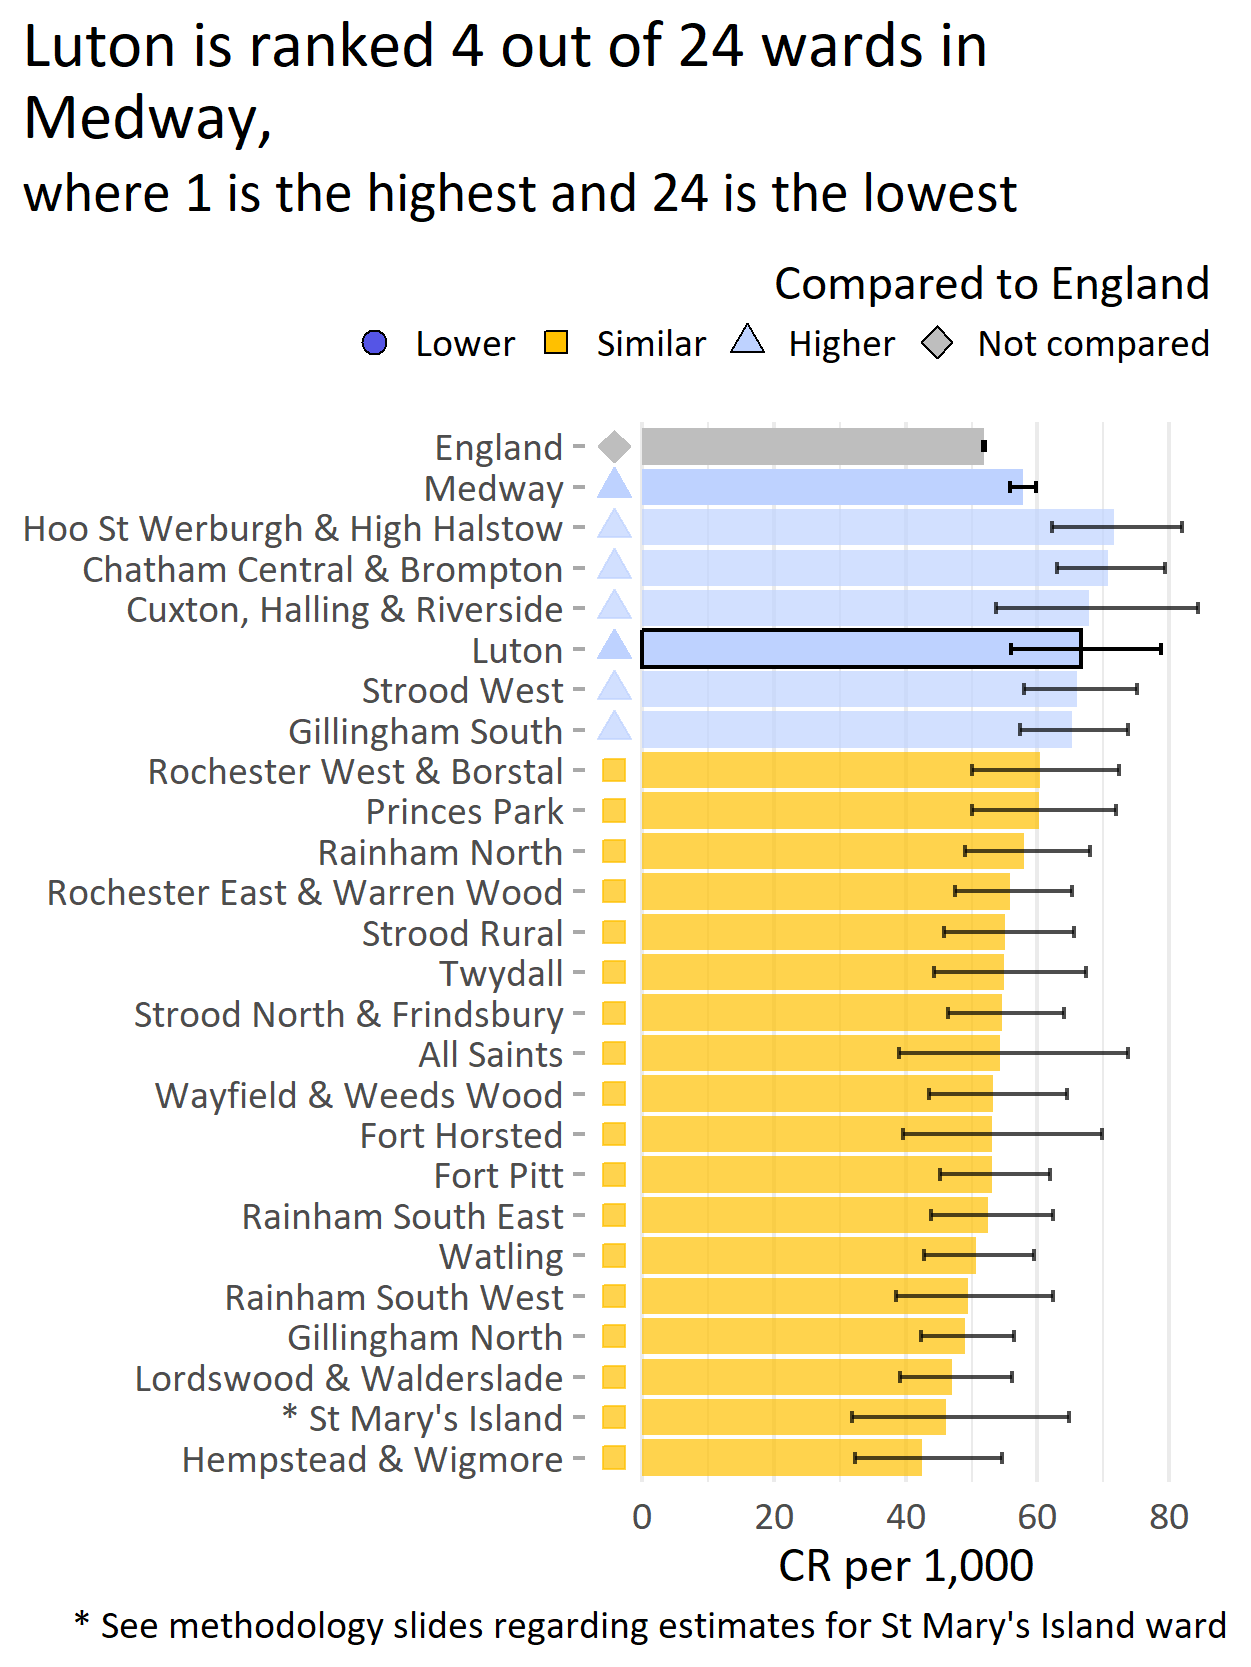 Luton is ranked 4 out of 24 wards in
Medway,
where 1 is the highest and 24 is the lowest
Compared to England
Lower Similar Higher Not compared
England
Medway
Hoo St Werburgh & High Halstow
Chatham Central & Brompton
Cuxton, Halling & Riverside
Luton
Strood West
Gillingham South
Rochester West & Borstal
Princes Park
Rainham North
Rochester East & Warren Wood
Strood Rural
Twydall
Strood North & Frindsbury
All Saints
Wayfield & Weeds Wood
Fort Horsted
Fort Pitt
Rainham South East
Watling
Rainham South West
Gillingham North
Lordswood & Walderslade
* St Mary's Island
Hempstead & Wigmore
0 20 40 60 80
CR per 1,000
* See methodology slides regarding estimates for St Mary's Island ward